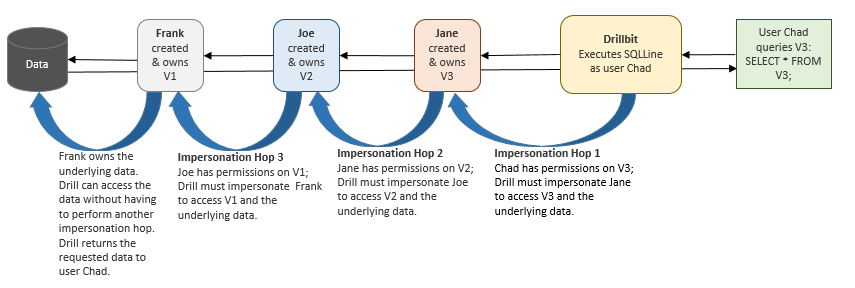 Data
Frank
created
& owns
V1
Joe
created
& owns
V2
Jane
created
& owns
V3
Drillbit
Executes SQLLine
as user Chad
User Chad
queries V3:
SELECT * FROM
V3;
Frank owns the
underlying data.
Drill can access the
data without having
to perform another
impersonation hop.
Drill returns the
requested data to
user Chad.
Impersonation Hop 3
Joe has permissions on V1;
Drill must impersonate Frank
to access V1 and the
underlying data.
Impersonation Hop 2
Jane has permissions on V2;
Drill must impersonate Joe
to access V2 and the
underlying data.
Impersonation Hop 1
Chad has permissions on V3;
Drill must impersonate Jane
to access V3 and the
underlying data.